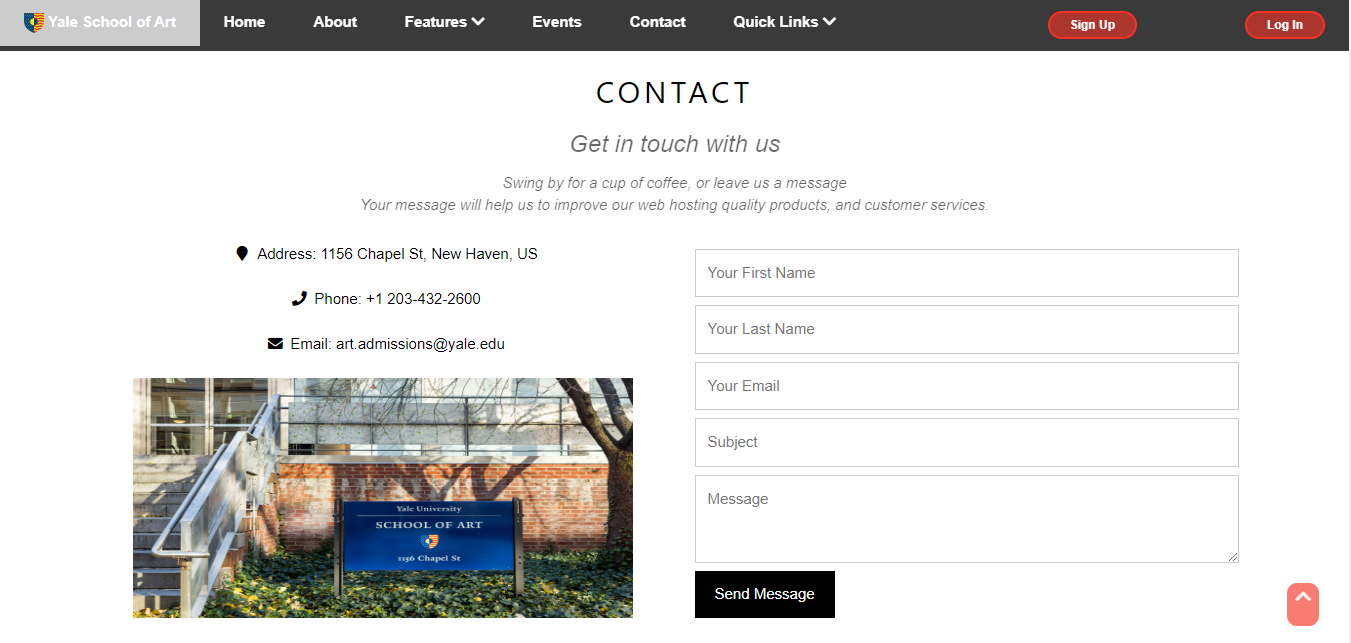 Yale School of Art Home About Features Events Contact Quick Links Sign Up Log In
CONTACT
Get in touch with us
Swing by for a cup of coffee, or leave us a message
Your message will help us to improve our web hosting quality products, and customer services.
Address: 1156 Chapel St, New Haven, US
Phone: +1 203-432-2600
Email: art.admissions@yale.edu
Yale University
SCHOOL OF ART
1156 Chapel St
Your First Name
Your Last Name
Your Email
Subject
Message
Send Message